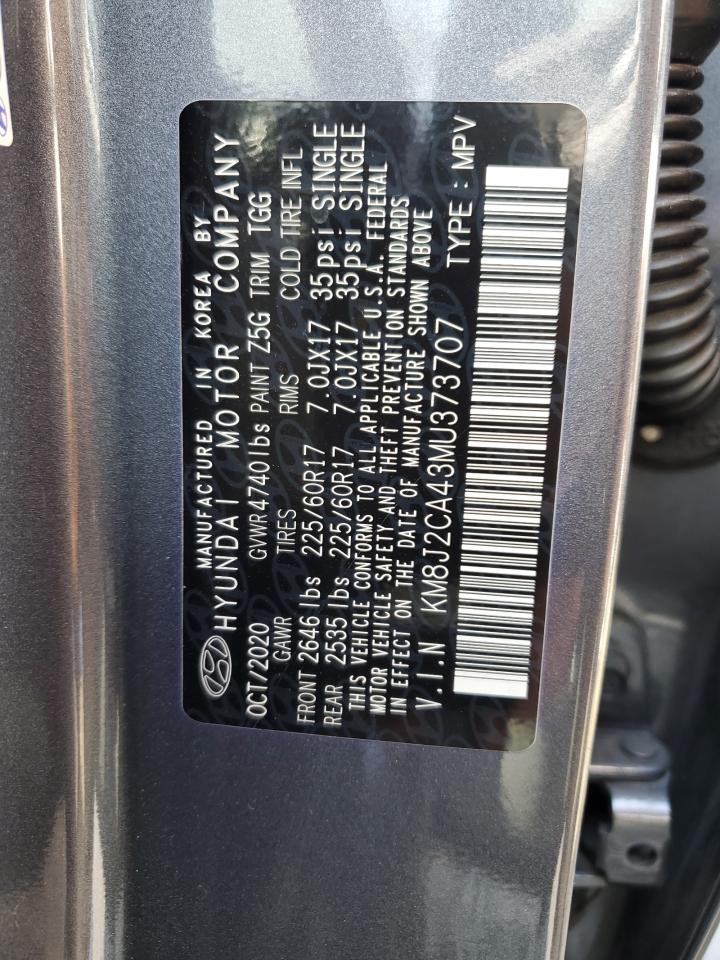 MANUFACTURED IN KOREA BY
HYUNDAI MOTOR COMPANY
OCT/2020 GVWR 4740lbs PAINT Z5G TRIM TGG
GAWR TIRES RIMS COLD TIRE INFL
FRONT 2646 lbs 225/60R17 7.0JX17 35psi SINGLE
REAR 2535 lbs 225/60R17 7.0JX17 35psi SINGLE
THIS VEHICLE CONFORMS TO ALL APPLICABLE U.S.A. FEDERAL
MOTOR VEHICLE SAFETY AND THEFT PREVENTION STANDARDS
IN EFFECT ON THE DATE OF MANUFACTURE SHOWN ABOVE
V.I.N KM8J2CA43MU373707 TYPE : MPV